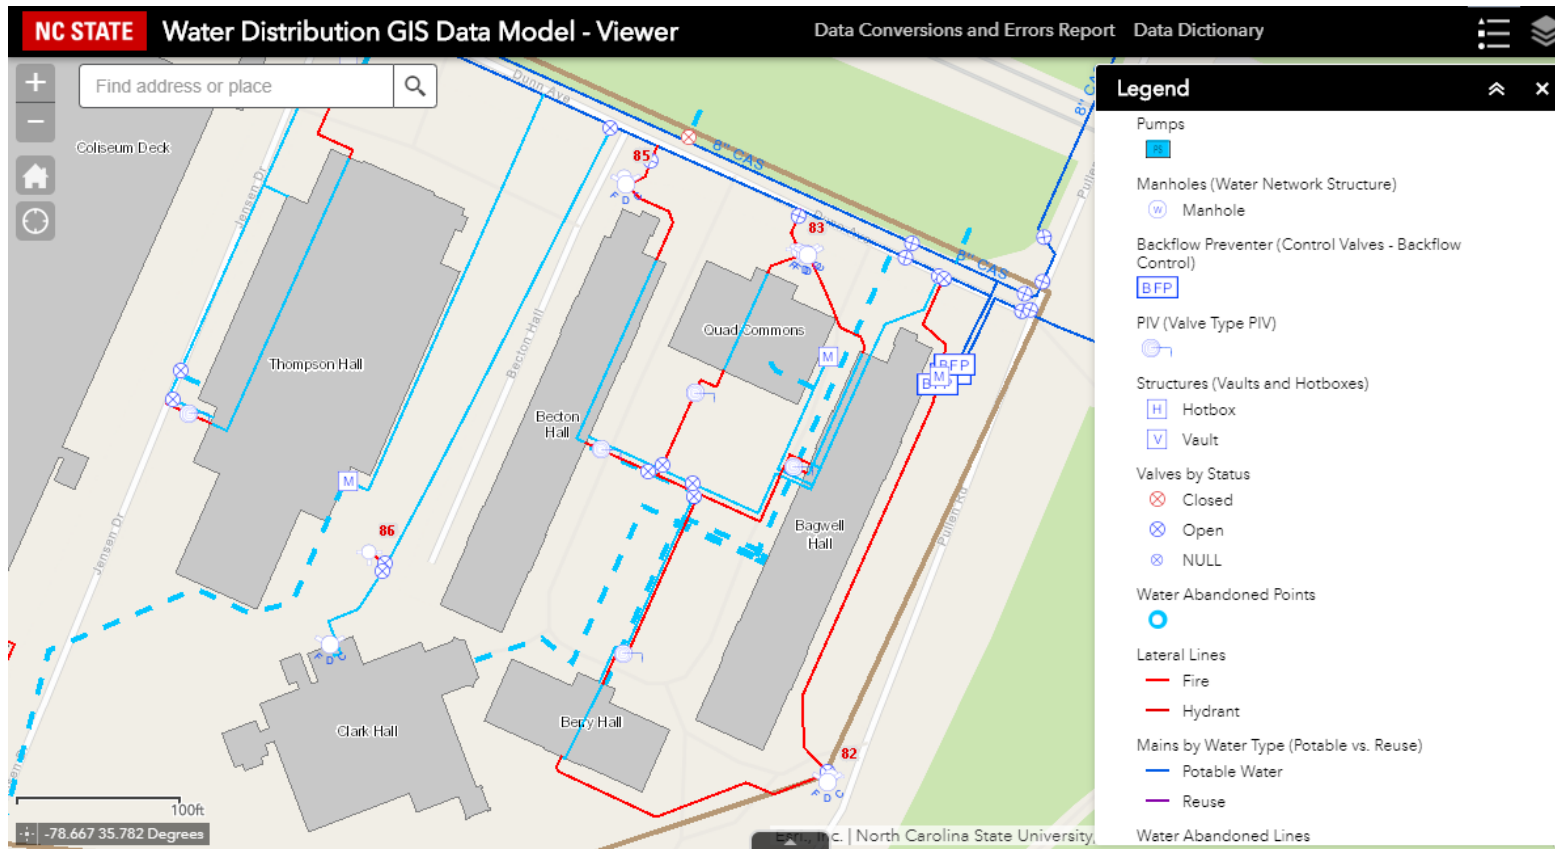 NC STATE Water Distribution GIS Data Model - Viewer Data Conversions and Errors Report Data Dictionary
+
Find address or place
−
Legend
Pumps
PS
Manholes (Water Network Structure)
W Manhole
Backflow Preventer (Control Valves - Backflow
Control)
BFP
PIV (Valve Type PIV)
Structures (Vaults and Hotboxes)
H Hotbox
V Vault
Valves by Status
Closed
Open
NULL
Water Abandoned Points
Lateral Lines
Fire
Hydrant
Mains by Water Type (Potable vs. Reuse)
Potable Water
Reuse
Water Abandoned Lines
Dunn Ave
8" CAS
Coliseum Deck
Jensen Dr
85
8" CAS
83
8" CAS
Quad Commons
M
Thompson Hall
Becton Hall
Becton
Hall
BFP
M
M
86
Bagwell
Hall
Pullen Rd
Jensen Dr
F D C
Clark Hall
Berry Hall
82
F D C
100ft
-78.667 35.782 Degrees
| North Carolina State University,